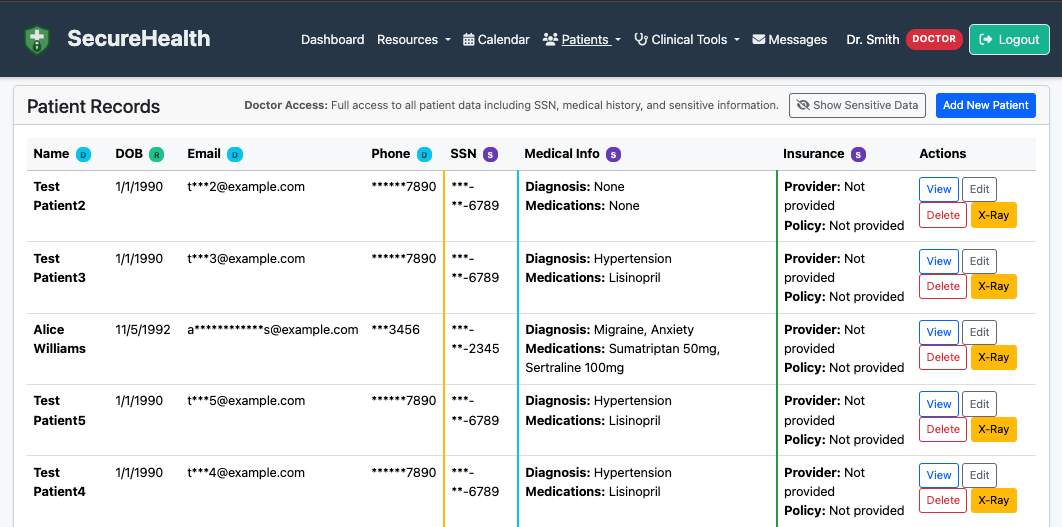 SecureHealth
Dashboard Resources Calendar Patients Clinical Tools Messages Dr. Smith DOCTOR Logout
Patient Records Doctor Access: Full access to all patient data including SSN, medical history, and sensitive information. Show Sensitive Data Add New Patient
Name D DOB R Email D Phone D SSN S Medical Info S Insurance S Actions
Test Patient2 1/1/1990 t***2@example.com ******7890 ***-**-6789
Diagnosis: None
Medications: None
Provider: Not provided
Policy: Not provided
View Edit
Delete X-Ray
Test Patient3 1/1/1990 t***3@example.com ******7890 ***-**-6789
Diagnosis: Hypertension
Medications: Lisinopril
Provider: Not provided
Policy: Not provided
View Edit
Delete X-Ray
Alice Williams 11/5/1992 a************s@example.com ***3456 ***-**-2345
Diagnosis: Migraine, Anxiety
Medications: Sumatriptan 50mg,
Sertraline 100mg
Provider: Not provided
Policy: Not provided
View Edit
Delete X-Ray
Test Patient5 1/1/1990 t***5@example.com ******7890 ***-**-6789
Diagnosis: Hypertension
Medications: Lisinopril
Provider: Not provided
Policy: Not provided
View Edit
Delete X-Ray
Test Patient4 1/1/1990 t***4@example.com ******7890 ***-**-6789
Diagnosis: Hypertension
Medications: Lisinopril
Provider: Not provided
Policy: Not provided
View Edit
Delete X-Ray